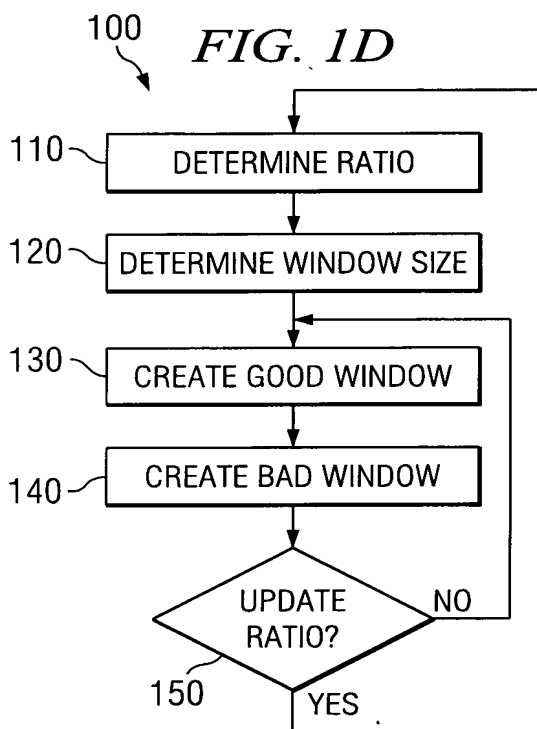 100
FIG. 1D
110
DETERMINE RATIO
120
DETERMINE WINDOW SIZE
130
CREATE GOOD WINDOW
140
CREATE BAD WINDOW
UPDATE
RATIO?
NO
150
YES